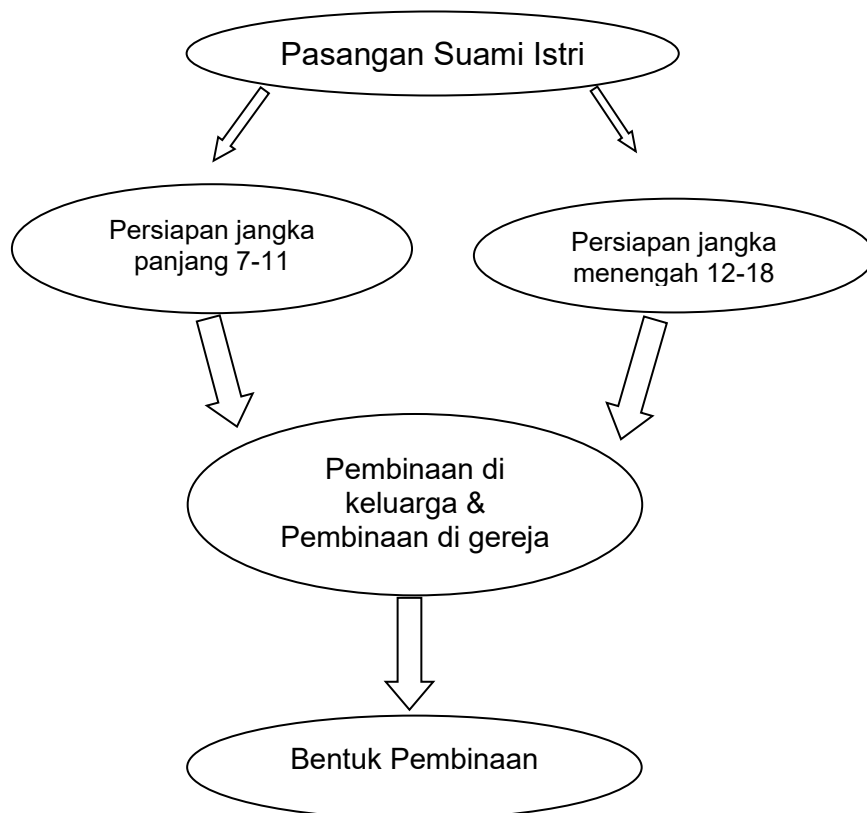 Pasangan Suami Istri
Persiapan jangka
panjang 7-11
Persiapan jangka
menengah 12-18
Pembinaan di
keluarga &
Pembinaan di gereja
Bentuk Pembinaan